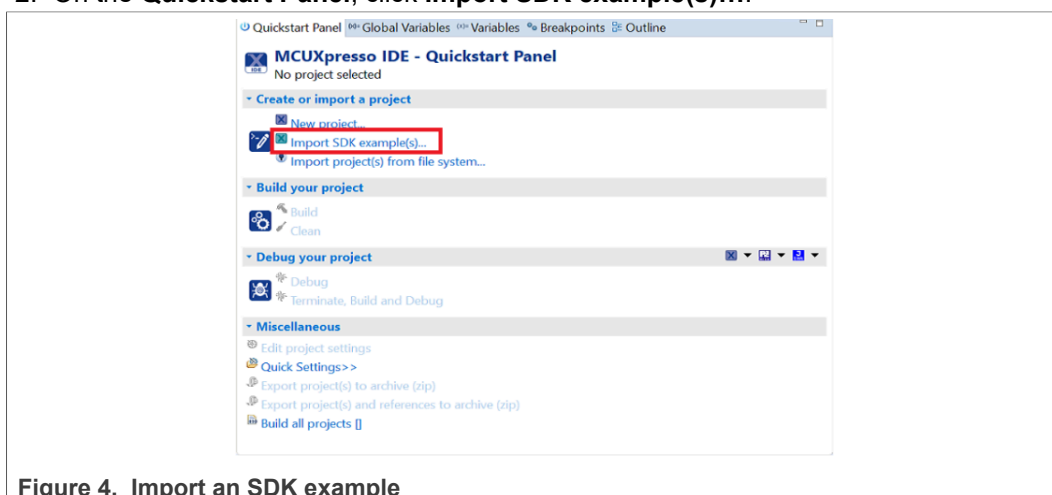 2. On the Quickstart Panel, click Import SDK example(s)....
Quickstart Panel Global Variables Variables Breakpoints Outline
MCUXpresso IDE - Quickstart Panel
No project selected
Create or import a project
New project...
Import SDK example(s)...
Import project(s) from file system...
Build your project
Build
Clean
Debug your project
Debug
Terminate, Build and Debug
Miscellaneous
Edit project settings
Quick Settings>>
Export project(s) to archive (zip)
Export project(s) and references to archive (zip)
Build all projects []
Figure 4. Import an SDK example